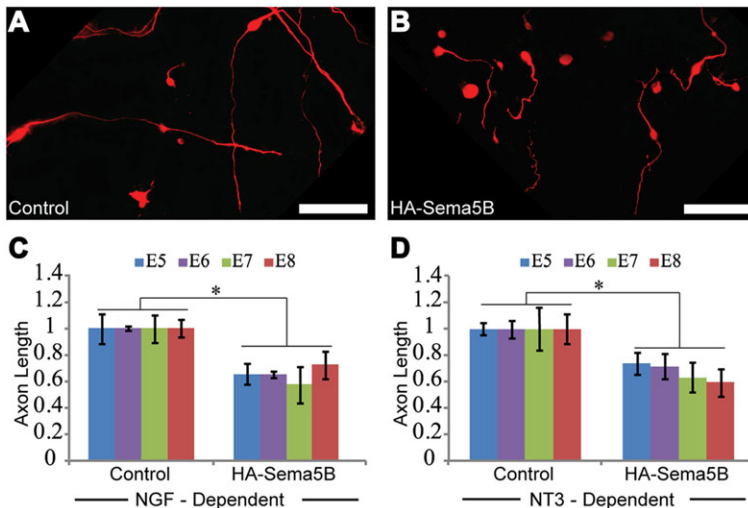 A
Control
B
HA-Sema5B
C
E5 E6 E7 E8
1.4
1.2
1
0.8
0.6
0.4
0.2
0
Axon Length
*
Control HA-Sema5B
NGF - Dependent
D
E5 E6 E7 E8
1.4
1.2
1
0.8
0.6
0.4
0.2
0
Axon Length
*
Control HA-Sema5B
NT3 - Dependent